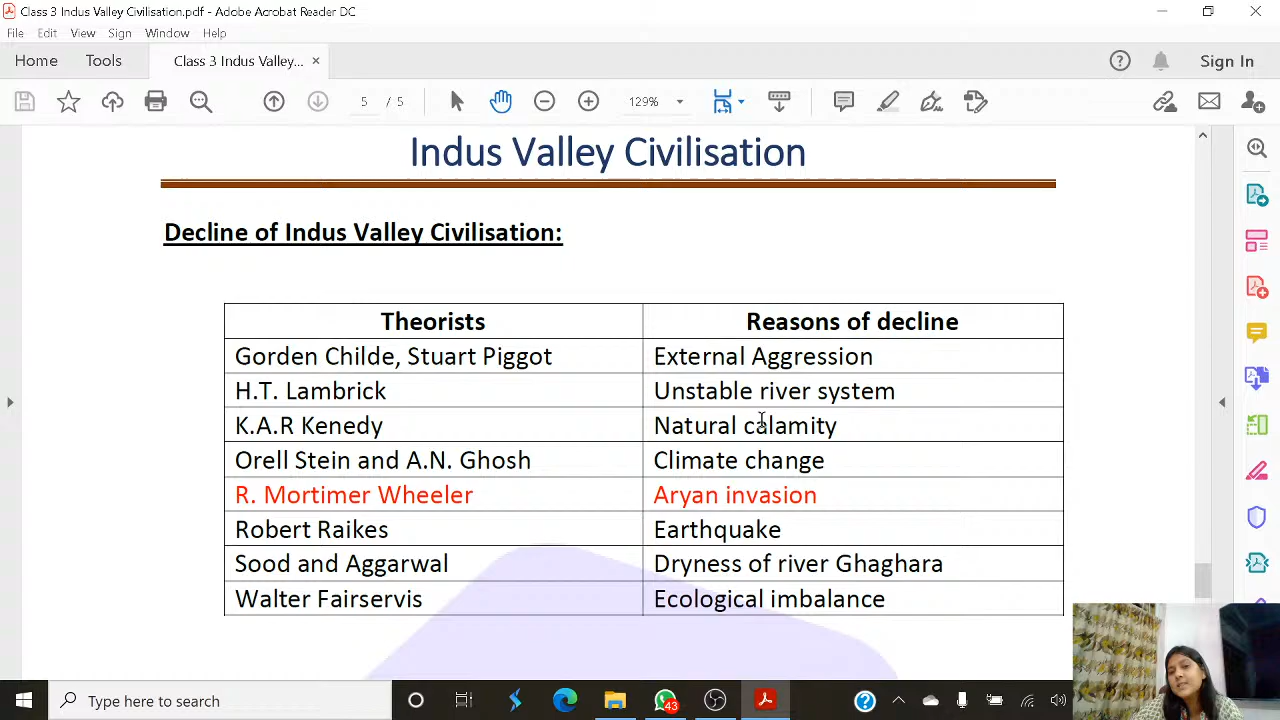 Class 3 Indus Valley Civilisation.pdf - Adobe Acrobat Reader DC
File Edit View Sign Window Help
Home Tools Class 3 Indus Valley... × Sign In
5 / 5 129%
Indus Valley Civilisation
Decline of Indus Valley Civilisation:
Theorists Reasons of decline
Gorden Childe, Stuart Piggot External Aggression
H.T. Lambrick Unstable river system
K.A.R Kenedy Natural calamity
Orell Stein and A.N. Ghosh Climate change
R. Mortimer Wheeler Aryan invasion
Robert Raikes Earthquake
Sood and Aggarwal Dryness of river Ghaghara
Walter Fairservis Ecological imbalance
Type here to search 43